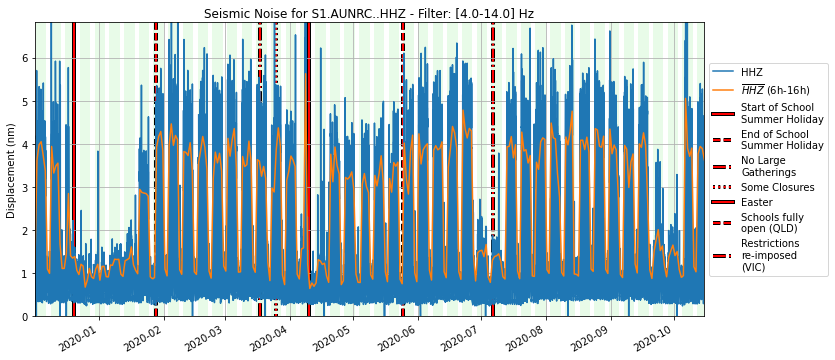 Seismic Noise for S1.AUNRC..HHZ - Filter: [4.0-14.0] Hz
Displacement (nm)
6
5
4
3
2
1
0
2020-01
2020-02
2020-03
2020-04
2020-05
2020-06
2020-07
2020-08
2020-09
2020-10
HHZ
HHZ (6h-16h)
Start of School
Summer Holiday
End of School
Summer Holiday
No Large
Gatherings
Some Closures
Easter
Schools fully
open (QLD)
Restrictions
re-imposed
(VIC)